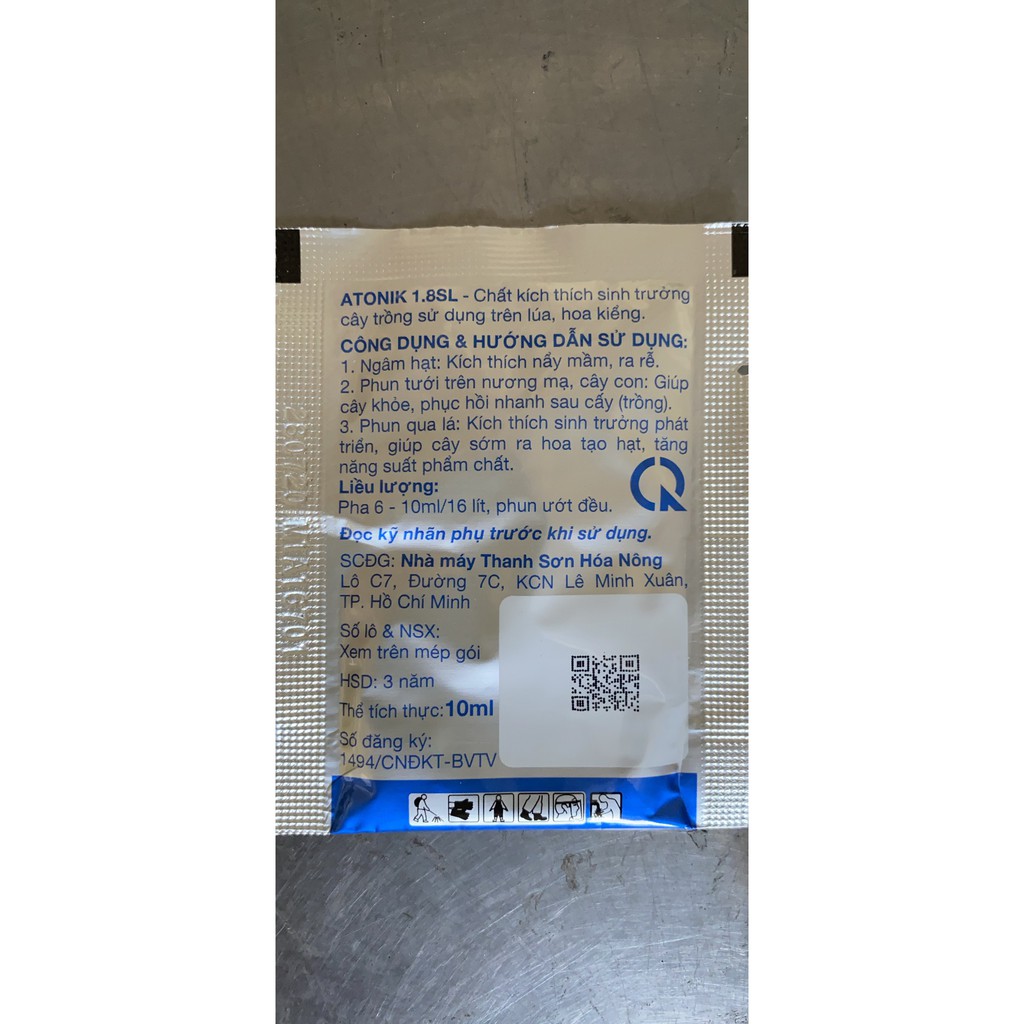 ATONIK 1.8SL - Chất kích thích sinh trưởng
cây trồng sử dụng trên lúa, hoa kiểng.
CÔNG DỤNG & HƯỚNG DẪN SỬ DỤNG:
1. Ngâm hạt: Kích thích nẩy mầm, ra rễ.
2. Phun tưới trên nương mạ, cây con: Giúp
cây khỏe, phục hồi nhanh sau cấy (trồng).
3. Phun qua lá: Kích thích sinh trưởng phát
triển, giúp cây sớm ra hoa tạo hạt, tăng
năng suất phẩm chất.
Liều lượng:
Pha 6 - 10ml/16 lít, phun ướt đều.
Đọc kỹ nhãn phụ trước khi sử dụng.
SCĐG: Nhà máy Thanh Sơn Hóa Nông
Lô C7, Đường 7C, KCN Lê Minh Xuân,
TP. Hồ Chí Minh
Số lô & NSX:
Xem trên mép gói
HSD: 3 năm
Thể tích thực: 10ml
Số đăng ký:
1494/CNĐKT-BVTV